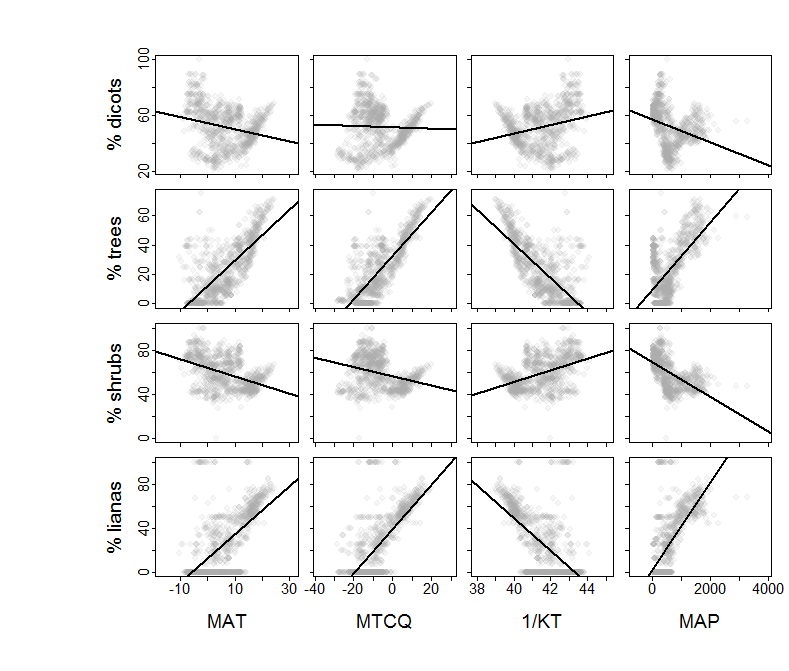 % dicots
20 60 100
% trees
0 20 40 60
% shrubs
0 40 80
% lianas
0 40 80
-10 10 30
-40 -20 0 20
38 40 42 44
0 2000 4000
MAT MTCQ 1/KT MAP